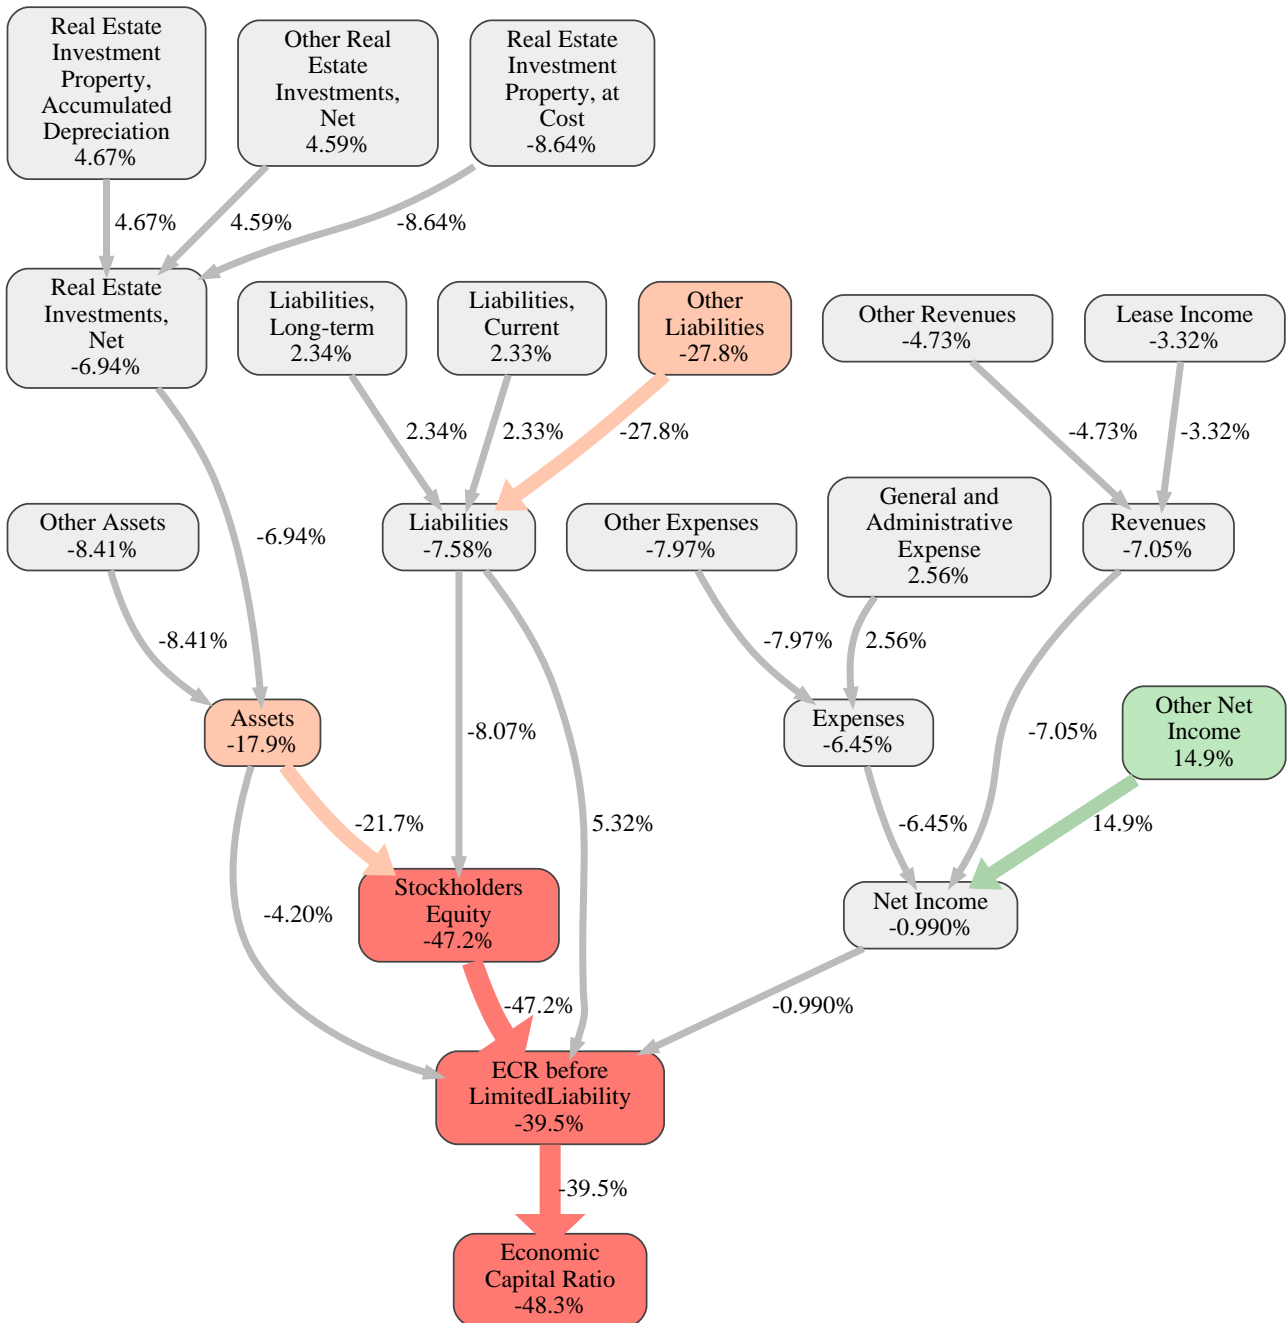 Real Estate
Investment
Property,
Accumulated
Depreciation
4.67%
Other Real
Estate
Investments,
Net
4.59%
Real Estate
Investment
Property, at
Cost
-8.64%
4.67%
4.59%
-8.64%
Real Estate
Investments,
Net
-6.94%
Liabilities,
Long-term
2.34%
Liabilities,
Current
2.33%
Other
Liabilities
-27.8%
Other Revenues
-4.73%
Lease Income
-3.32%
2.34%
2.33%
-27.8%
-4.73%
-3.32%
Other Assets
-8.41%
-6.94%
Liabilities
-7.58%
Other Expenses
-7.97%
General and
Administrative
Expense
2.56%
Revenues
-7.05%
-8.41%
-7.97%
2.56%
Assets
-17.9%
-8.07%
Expenses
-6.45%
-7.05%
Other Net
Income
14.9%
-21.7%
5.32%
-6.45%
14.9%
Stockholders
Equity
-47.2%
-4.20%
Net Income
-0.990%
-47.2%
-0.990%
ECR before
LimitedLiability
-39.5%
-39.5%
Economic
Capital Ratio
-48.3%